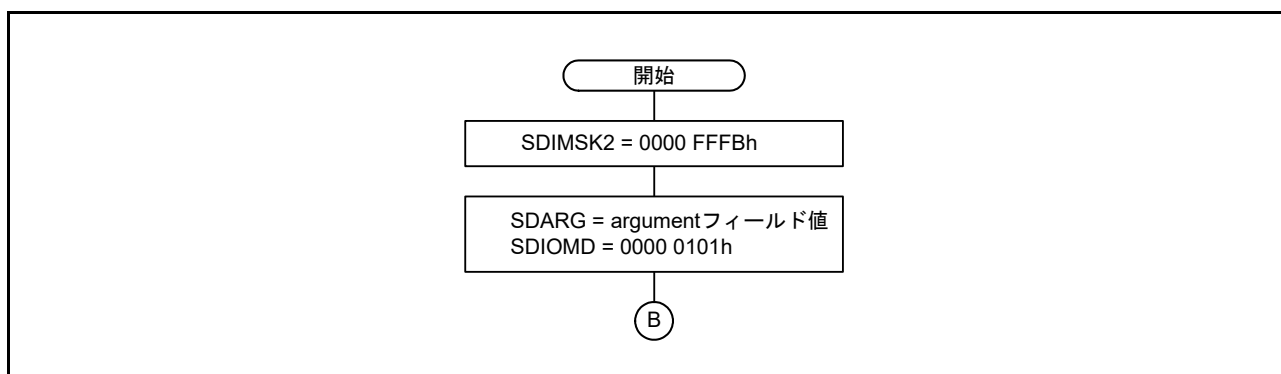 開始
SDIMSK2 = 0000 FFFBh
SDARG = argumentフィールド値
SDIOMD = 0000 0101h
B